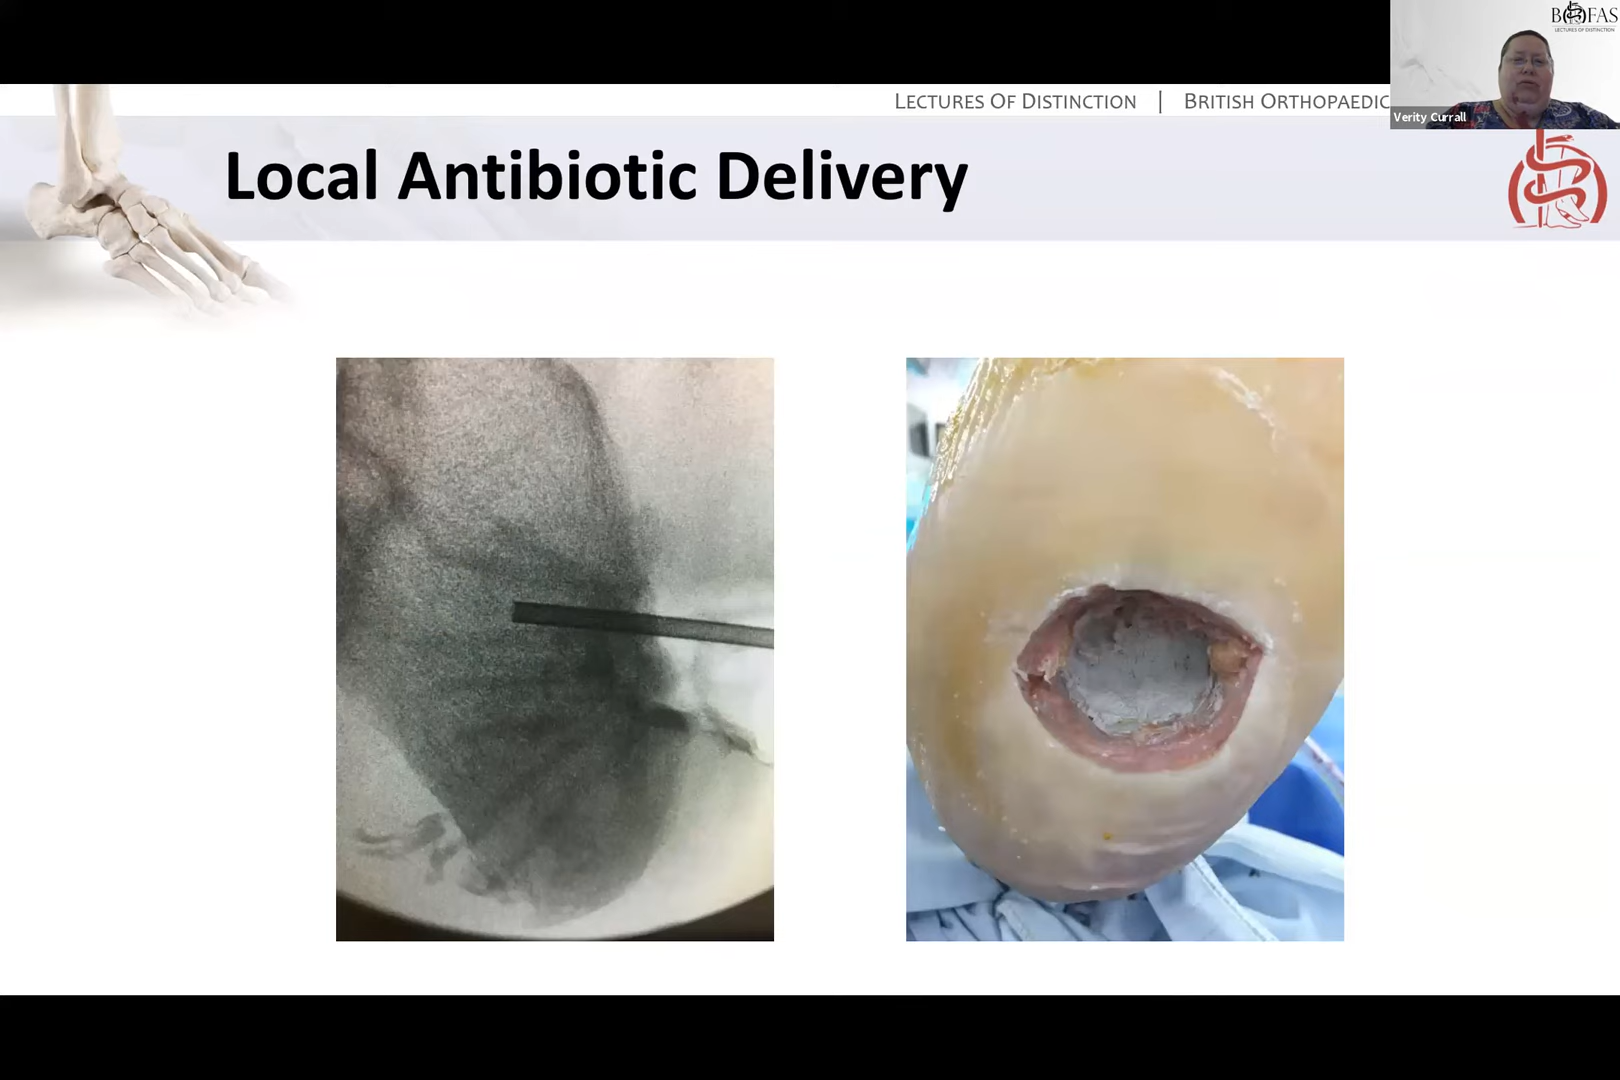 BOFAS
LECTURES OF DISTINCTION
LECTURES OF DISTINCTION | BRITISH ORTHOPAEDIC
Verity Currall
Local Antibiotic Delivery